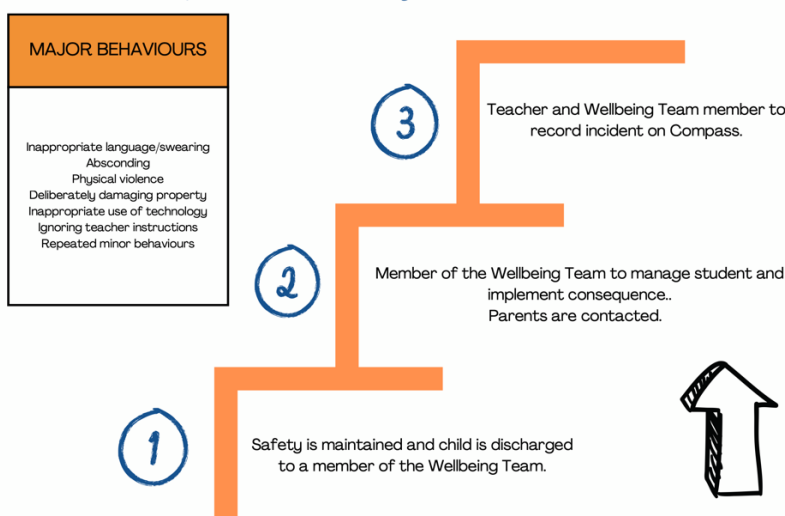 MAJOR BEHAVIOURS
Inappropriate language/swearing
Absconding
Physical violence
Deliberately damaging property
Inappropriate use of technology
Ignoring teacher instructions
Repeated minor behaviours
3
Teacher and Wellbeing Team member to
record incident on Compass.
2
Member of the Wellbeing Team to manage student and
implement consequence..
Parents are contacted.
1
Safety is maintained and child is discharged
to a member of the Wellbeing Team.